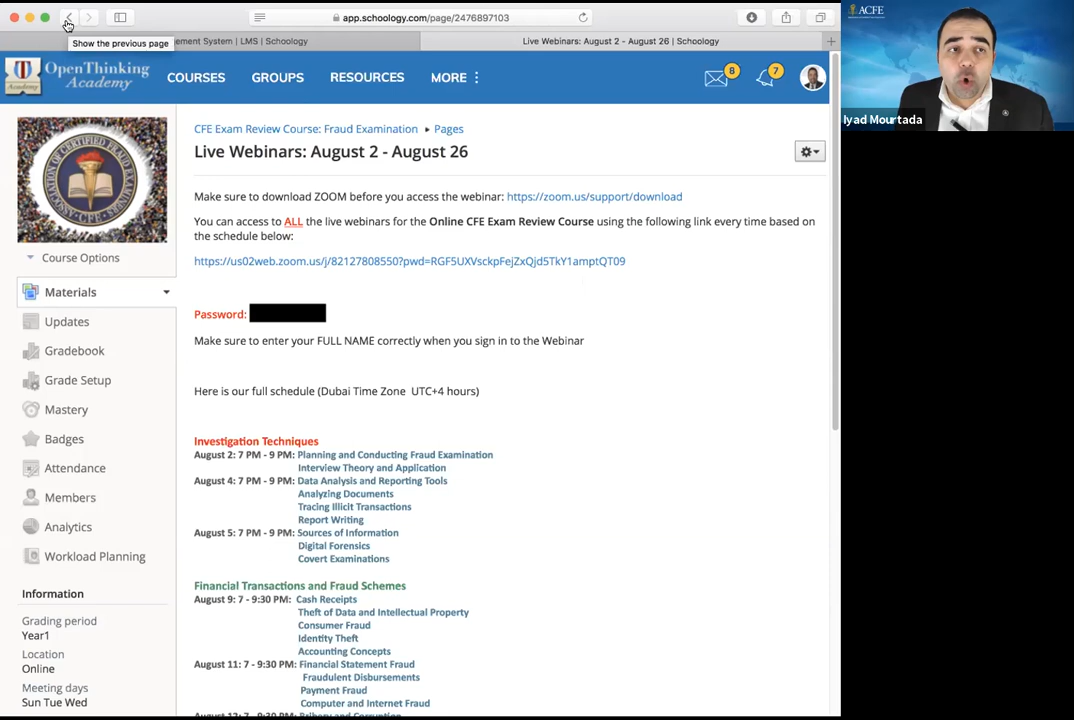 app.schoology.com/page/2476897103
Show the previous page
ement System | LMS | Schoology
Live Webinars: August 2 - August 26 | Schoology
ACFE
Iyad Mourtada
OpenThinking
Academy
COURSES
GROUPS
RESOURCES
MORE
8
7
CFE Exam Review Course: Fraud Examination
Pages
Live Webinars: August 2 - August 26
Make sure to download ZOOM before you access the webinar: https://zoom.us/support/download
You can access to ALL the live webinars for the Online CFE Exam Review Course using the following link every time based on
the schedule below:
https://us02web.zoom.us/j/82127808550?pwd=RGF5UXVsckpFejZxQjd5TkY1amptQT09
Password:
Make sure to enter your FULL NAME correctly when you sign in to the Webinar
Here is our full schedule (Dubai Time Zone UTC+4 hours)
Investigation Techniques
August 2: 7 PM - 9 PM: Planning and Conducting Fraud Examination
Interview Theory and Application
August 4: 7 PM - 9 PM: Data Analysis and Reporting Tools
Analyzing Documents
Tracing Illicit Transactions
Report Writing
August 5: 7 PM - 9 PM: Sources of Information
Digital Forensics
Covert Examinations
Financial Transactions and Fraud Schemes
August 9: 7 - 9:30 PM: Cash Receipts
Theft of Data and Intellectual Property
Consumer Fraud
Identity Theft
Accounting Concepts
August 11: 7 - 9:30 PM: Financial Statement Fraud
Fraudulent Disbursements
Payment Fraud
Computer and Internet Fraud
August 12: 7 - 9:30 PM: Bribery and Corruption
Course Options
Materials
Updates
Gradebook
Grade Setup
Mastery
Badges
Attendance
Members
Analytics
Workload Planning
Information
Grading period
Year1
Location
Online
Meeting days
Sun Tue Wed